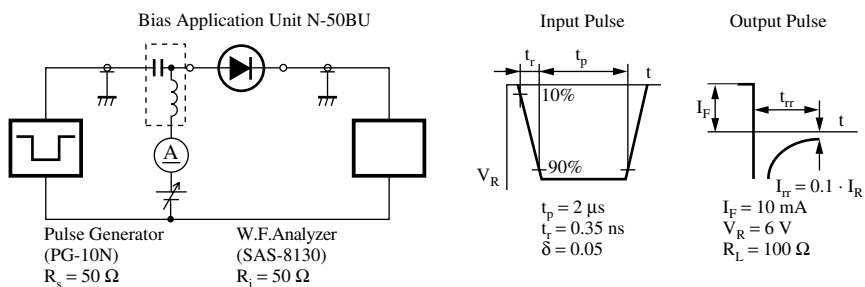 Bias Application Unit N-50BU
A
Pulse Generator
(PG-10N)
R_s = 50 Ω
W.F.Analyzer
(SAS-8130)
R_i = 50 Ω
Input Pulse
t_r
t_p
t
10%
90%
V_R
t_p = 2 μs
t_r = 0.35 ns
δ = 0.05
Output Pulse
I_F
t_rr
t
I_rr = 0.1 · I_R
I_F = 10 mA
V_R = 6 V
R_L = 100 Ω